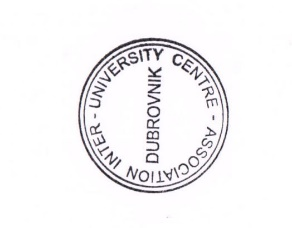 ASSOCIATION INTER - UNIVERSITY CENTRE -
DUBROVNIK